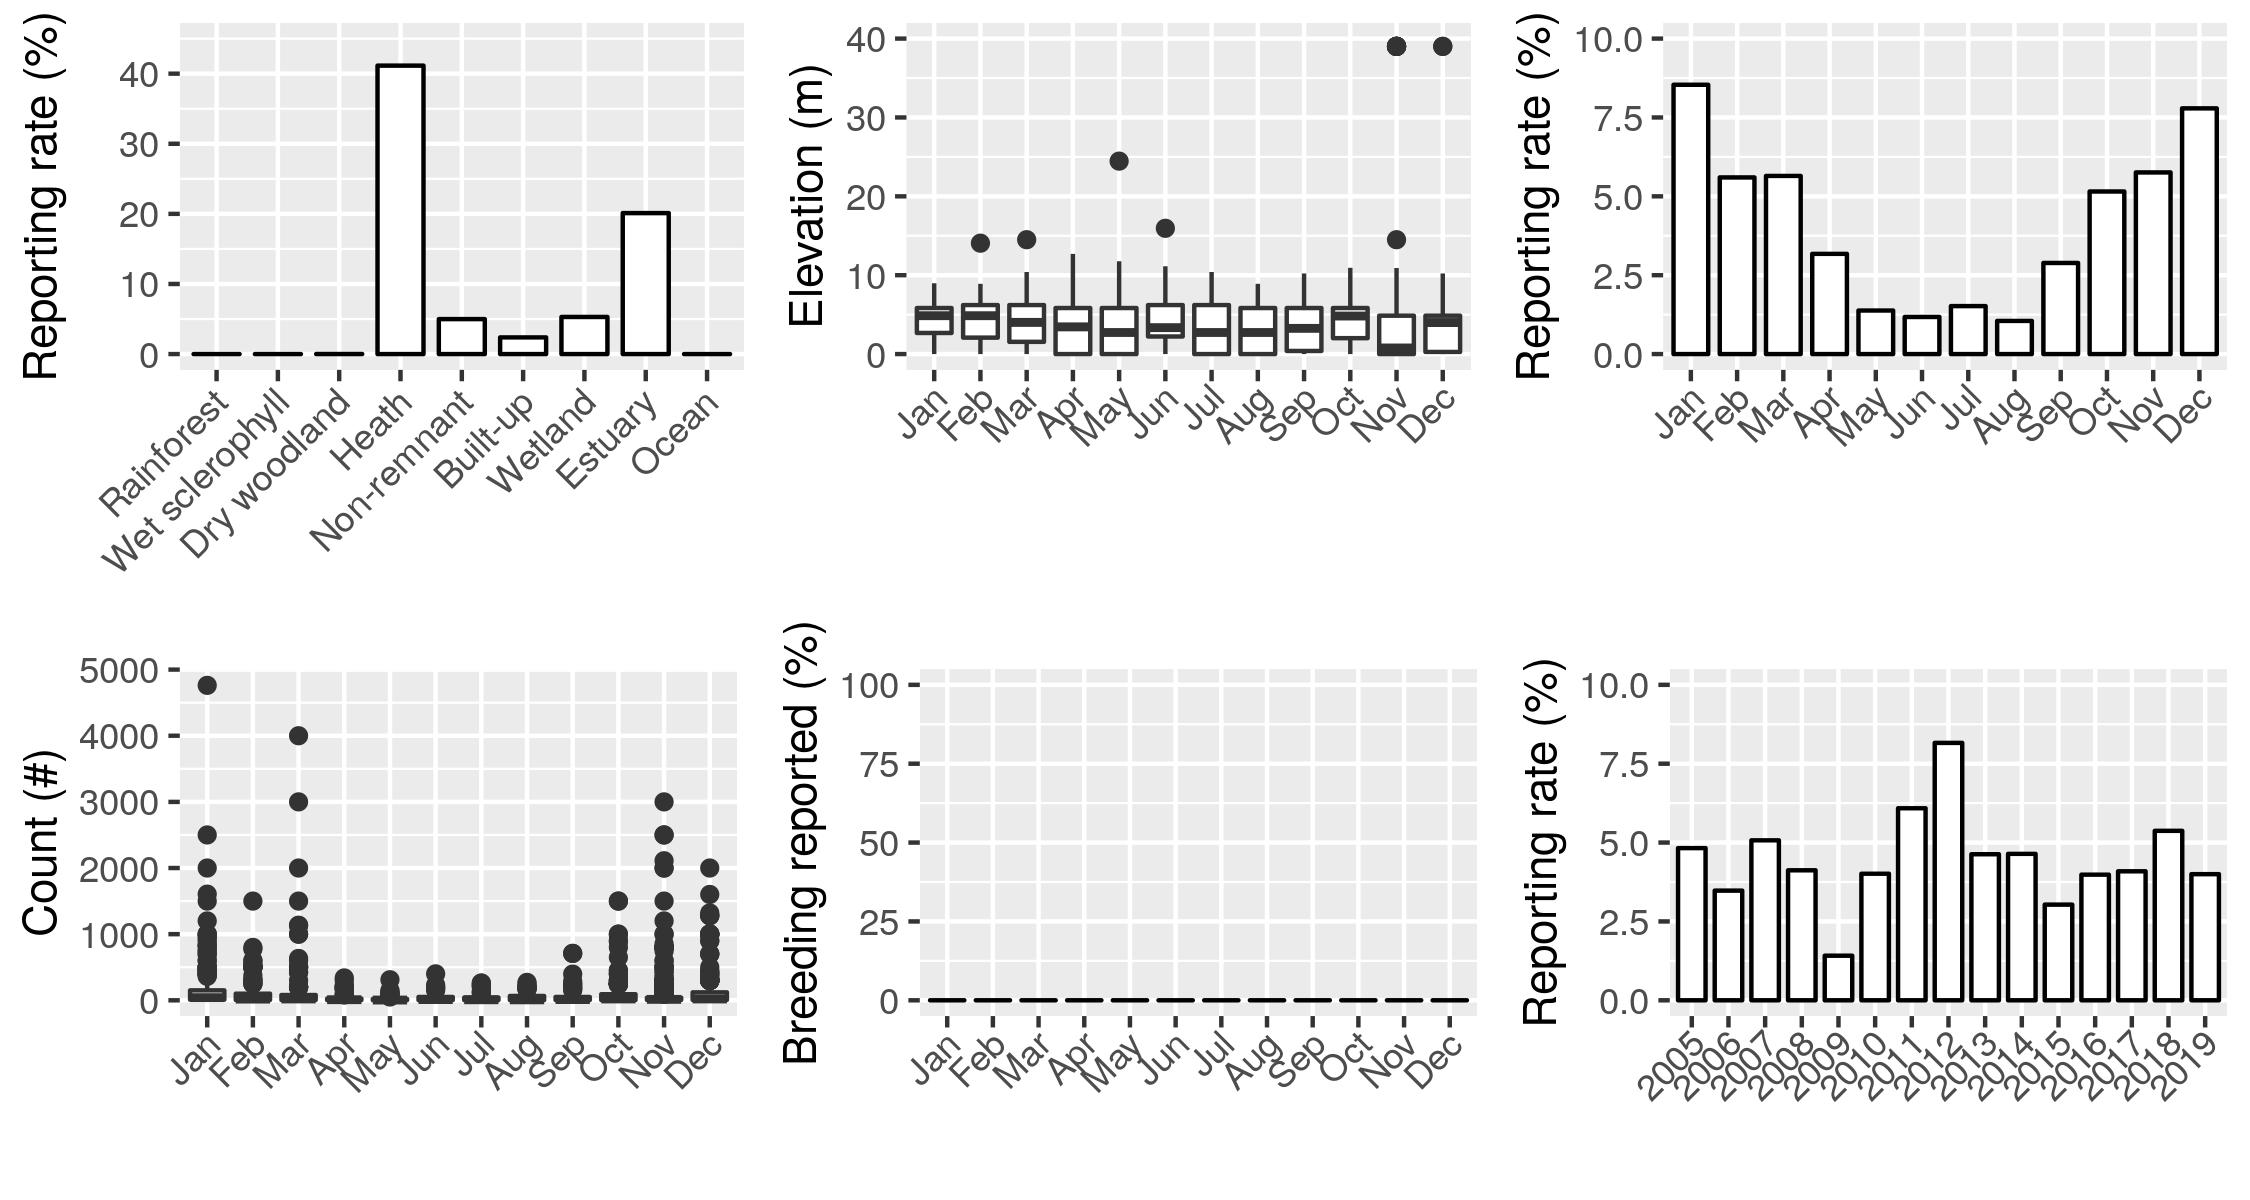 Reporting rate (%)
40
30
20
10
0
Rainforest
Wet sclerophyll
Dry woodland
Heath
Non-remnant
Built-up
Wetland
Estuary
Ocean
Elevation (m)
40
30
20
10
0
Jan
Feb
Mar
Apr
May
Jun
Jul
Aug
Sep
Oct
Nov
Dec
Reporting rate (%)
10.0
7.5
5.0
2.5
0.0
Jan
Feb
Mar
Apr
May
Jun
Jul
Aug
Sep
Oct
Nov
Dec
Count (#)
5000
4000
3000
2000
1000
0
Jan
Feb
Mar
Apr
May
Jun
Jul
Aug
Sep
Oct
Nov
Dec
Breeding reported (%)
100
75
50
25
0
Jan
Feb
Mar
Apr
May
Jun
Jul
Aug
Sep
Oct
Nov
Dec
Reporting rate (%)
10.0
7.5
5.0
2.5
0.0
2005
2006
2007
2008
2009
2010
2011
2012
2013
2014
2015
2016
2017
2018
2019